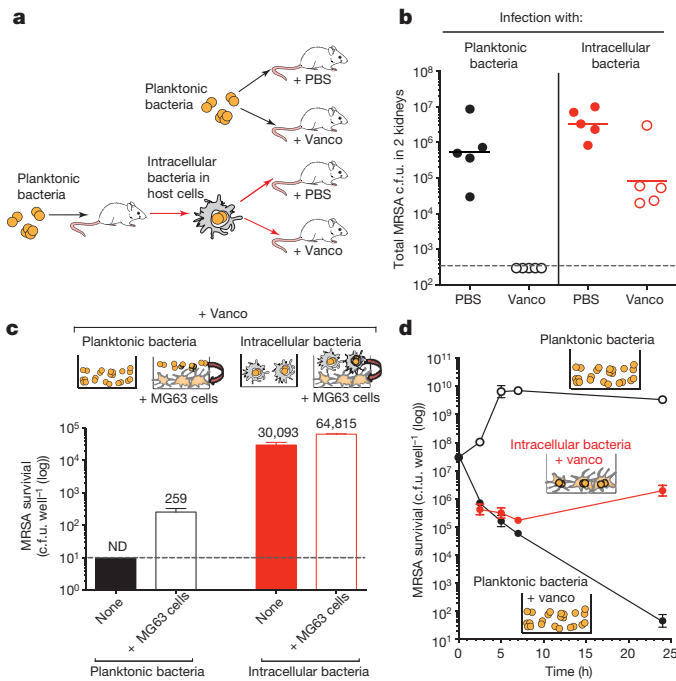 a
Planktonic
bacteria
+ PBS
+ Vanco
Planktonic
bacteria
Intracellular
bacteria in
host cells
+ PBS
+ Vanco
b
Infection with:
Planktonic
bacteria
Intracellular
bacteria
Total MRSA c.f.u. in 2 kidneys
10⁸
10⁷
10⁶
10⁵
10⁴
10³
10²
PBS
Vanco
PBS
Vanco
c
+ Vanco
Planktonic bacteria
Intracellular bacteria
+ MG63 cells
+ MG63 cells
MRSA survivial
(c.f.u. well⁻¹ (log))
10⁵
10⁴
10³
10²
10¹
10⁰
ND
259
30,093
64,815
None
+ MG63 cells
None
+ MG63 cells
Planktonic bacteria
Intracellular bacteria
d
Planktonic bacteria
MRSA survival (c.f.u. well⁻¹ (log))
10¹¹
10¹⁰
10⁹
10⁸
10⁷
10⁶
10⁵
10⁴
10³
10²
10¹
Intracellular bacteria
+ vanco
Planktonic bacteria
+ vanco
0
5
10
15
20
25
Time (h)